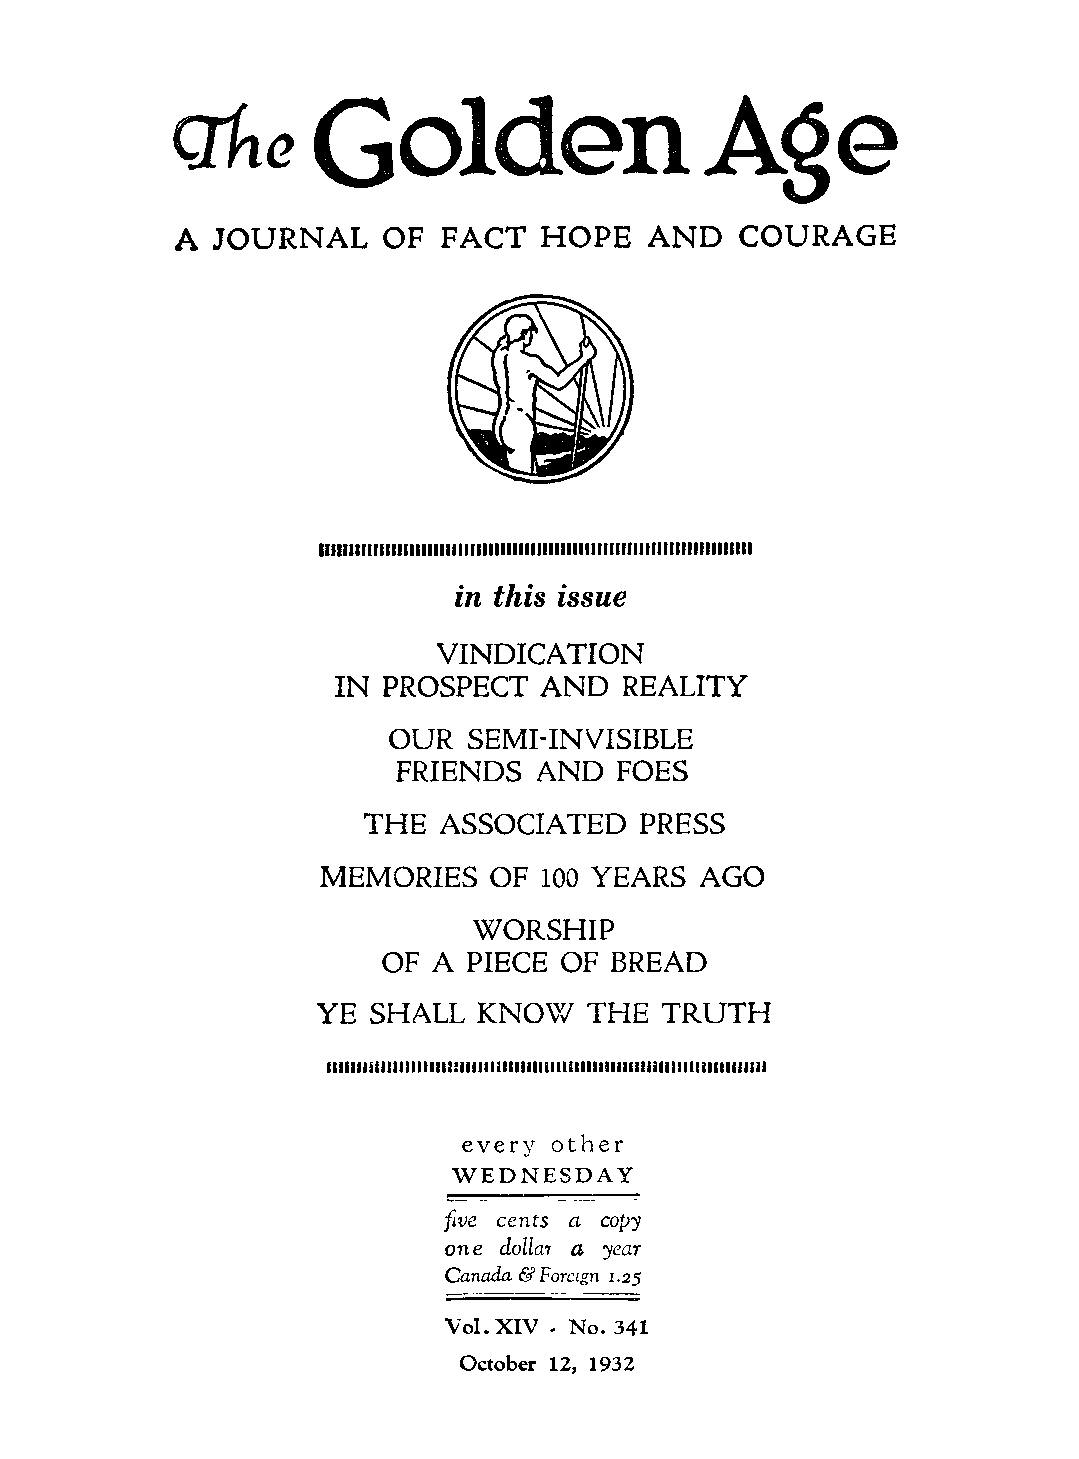 The Golden Age
A JOURNAL OF FACT HOPE AND COURAGE
in this issue
VINDICATION
IN PROSPECT AND REALITY
OUR SEMI-INVISIBLE
FRIENDS AND FOES
THE ASSOCIATED PRESS
MEMORIES OF 100 YEARS AGO
WORSHIP
OF A PIECE OF BREAD
YE SHALL KNOW THE TRUTH
every other
WEDNESDAY
five cents a copy
one dollar a year
Canada & Foreign 1.25
Vol. XIV - No. 341
October 12, 1932